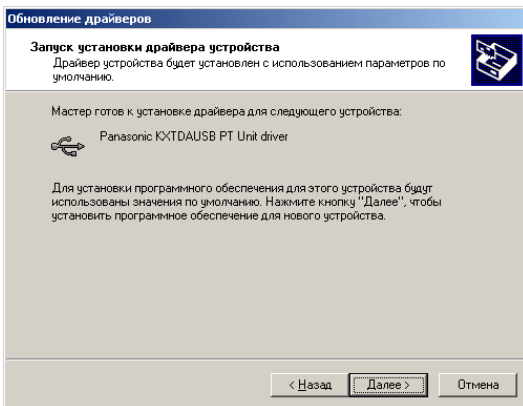 Обновление драйверов
Запуск установки драйвера устройства
Драйвер устройства будет установлен с использованием параметров по
умолчанию.
Мастер готов к установке драйвера для следующего устройства:
Panasonic KXTDAUSB PT Unit driver
Для установки программного обеспечения для этого устройства будут
использованы значения по умолчанию. Нажмите кнопку "Далее", чтобы
установить программное обеспечение для нового устройства.
< Назад Далее > Отмена